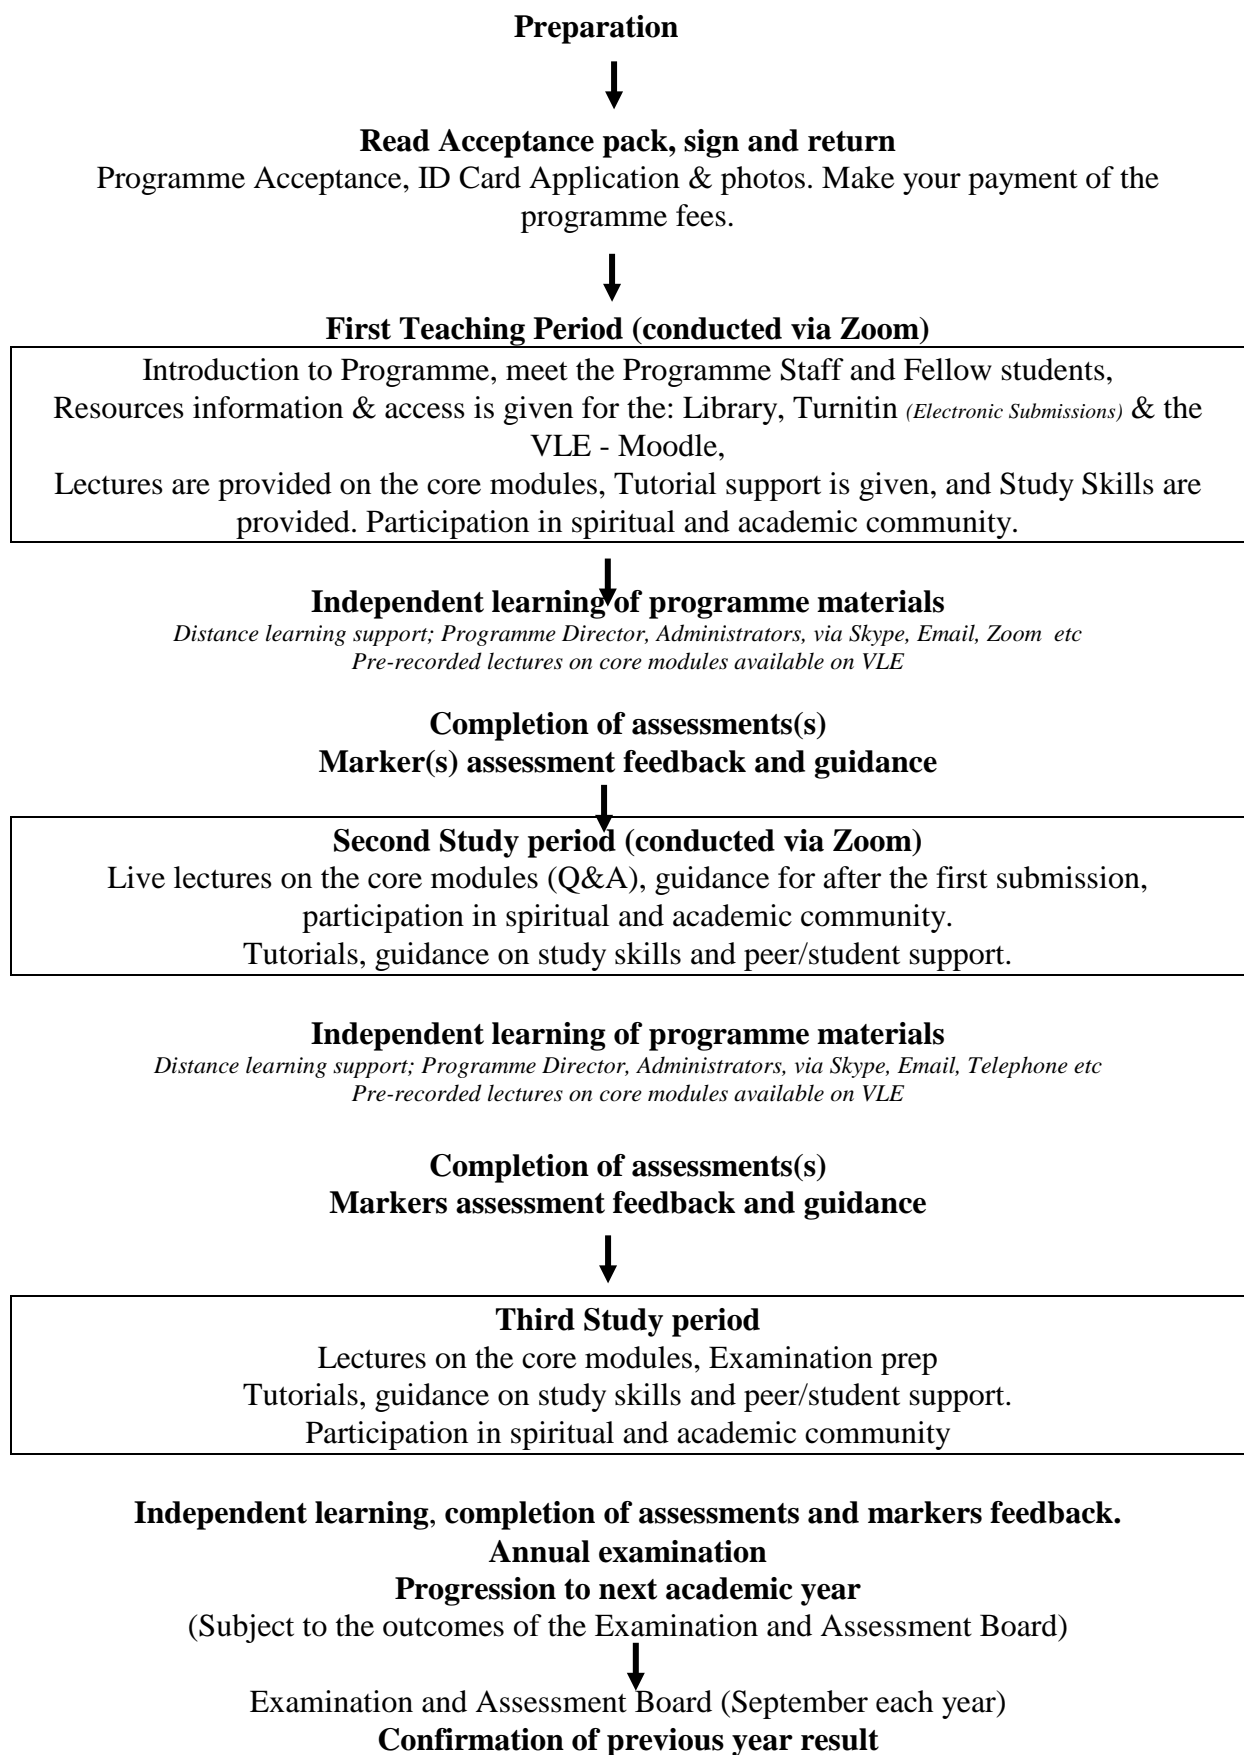 Preparation
Read Acceptance pack, sign and return
Programme Acceptance, ID Card Application & photos. Make your payment of the
programme fees.
First Teaching Period (conducted via Zoom)
Introduction to Programme, meet the Programme Staff and Fellow students,
Resources information & access is given for the: Library, Turnitin (Electronic Submissions) & the
VLE - Moodle,
Lectures are provided on the core modules, Tutorial support is given, and Study Skills are
provided. Participation in spiritual and academic community.
Independent learning of programme materials
Distance learning support; Programme Director, Administrators, via Skype, Email, Zoom  etc
Pre-recorded lectures on core modules available on VLE
Completion of assessments(s)
Marker(s) assessment feedback and guidance
Second Study period (conducted via Zoom)
Live lectures on the core modules (Q&A), guidance for after the first submission,
participation in spiritual and academic community.
Tutorials, guidance on study skills and peer/student support.
Independent learning of programme materials
Distance learning support; Programme Director, Administrators, via Skype, Email, Telephone etc
Pre-recorded lectures on core modules available on VLE
Completion of assessments(s)
Markers assessment feedback and guidance
Third Study period
Lectures on the core modules, Examination prep
Tutorials, guidance on study skills and peer/student support.
Participation in spiritual and academic community
Independent learning, completion of assessments and markers feedback.
Annual examination
Progression to next academic year
(Subject to the outcomes of the Examination and Assessment Board)
Examination and Assessment Board (September each year)
Confirmation of previous year result